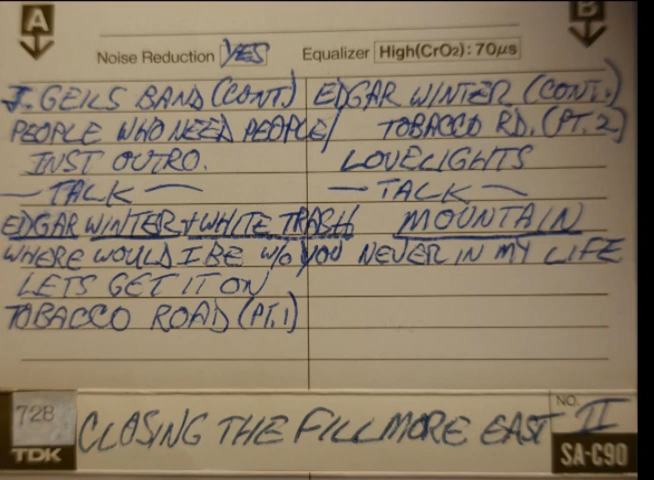 A B
Noise Reduction YES Equalizer High(CrO2): 70µs
J. GEILS BAND (CONT.)
PEOPLE WHO NEED PEOPLE/
INST OUTRO.
— TALK —
EDGAR WINTER + WHITE TRASH
WHERE WOULD I BE W/O YOU
LETS GET IT ON
TOBACCO ROAD (PT.1)
EDGAR WINTER (CONT.)
TOBACCO RD. (PT.2)
LOVELIGHTS
— TALK —
MOUNTAIN
NEVER IN MY LIFE
728
TDK
CLOSING THE FILLMORE EAST
NO. II
SA-C90